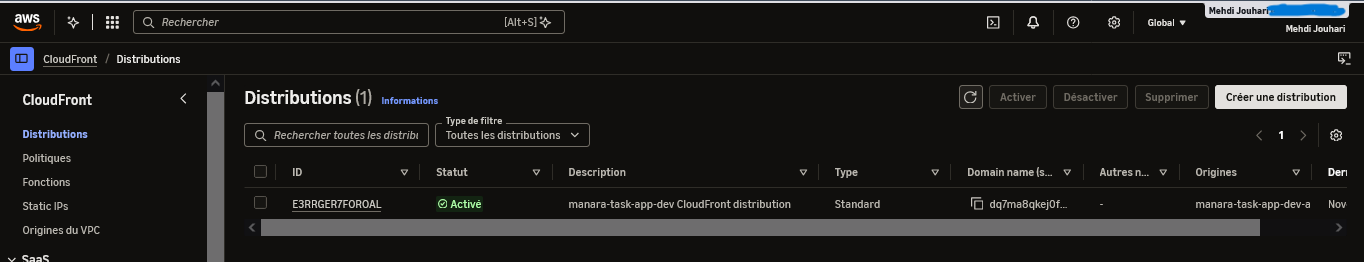 aws
Rechercher
[Alt+S]
Global
Mehdi Jouhari
Mehdi Jouhari
CloudFront / Distributions
CloudFront
Distributions
Politiques
Fonctions
Static IPs
Origines du VPC
SaaS
Distributions (1) Informations
Activer
Désactiver
Supprimer
Créer une distribution
Rechercher toutes les distribu
Type de filtre
Toutes les distributions
1
ID Statut Description Type Domain name (s... Autres n... Origines Derr
E3RRGER7FOROAL Activé manara-task-app-dev CloudFront distribution Standard dq7ma8qkej0f... - manara-task-app-dev-a Nov